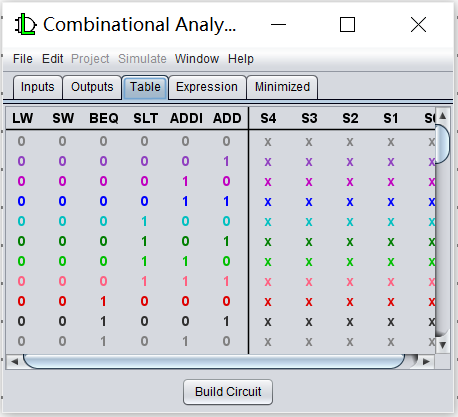 Combinational Analy...
File Edit Project Simulate Window Help
Inputs Outputs Table Expression Minimized
LW SW BEQ SLT ADDI ADD S4 S3 S2 S1
0 0 0 0 0 0 x x x x x
0 0 0 0 0 1 x x x x x
0 0 0 0 1 0 x x x x x
0 0 0 0 1 1 x x x x x
0 0 0 1 0 0 x x x x x
0 0 0 1 0 1 x x x x x
0 0 0 1 1 0 x x x x x
0 0 0 1 1 1 x x x x x
0 0 1 0 0 0 x x x x x
0 0 1 0 0 1 x x x x x
0 0 1 0 1 0 x x x x x
Build Circuit